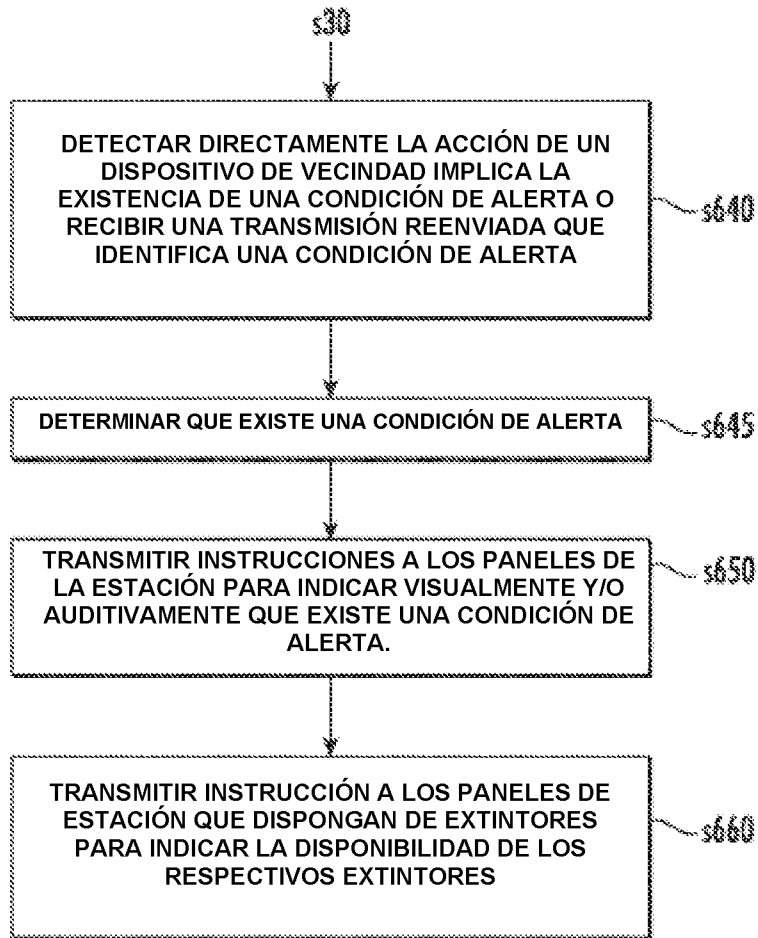 s30
DETECTAR DIRECTAMENTE LA ACCIÓN DE UN
DISPOSITIVO DE VECINDAD IMPLICA LA
EXISTENCIA DE UNA CONDICIÓN DE ALERTA O
RECIBIR UNA TRANSMISIÓN REENVIADA QUE
IDENTIFICA UNA CONDICIÓN DE ALERTA
s640
DETERMINAR QUE EXISTE UNA CONDICIÓN DE ALERTA
s645
TRANSMITIR INSTRUCCIONES A LOS PANELES DE
LA ESTACIÓN PARA INDICAR VISUALMENTE Y/O
AUDITIVAMENTE QUE EXISTE UNA CONDICIÓN DE
ALERTA.
s650
TRANSMITIR INSTRUCCIÓN A LOS PANELES DE
ESTACIÓN QUE DISPONGAN DE EXTINTORES
PARA INDICAR LA DISPONIBILIDAD DE LOS
RESPECTIVOS EXTINTORES
s660